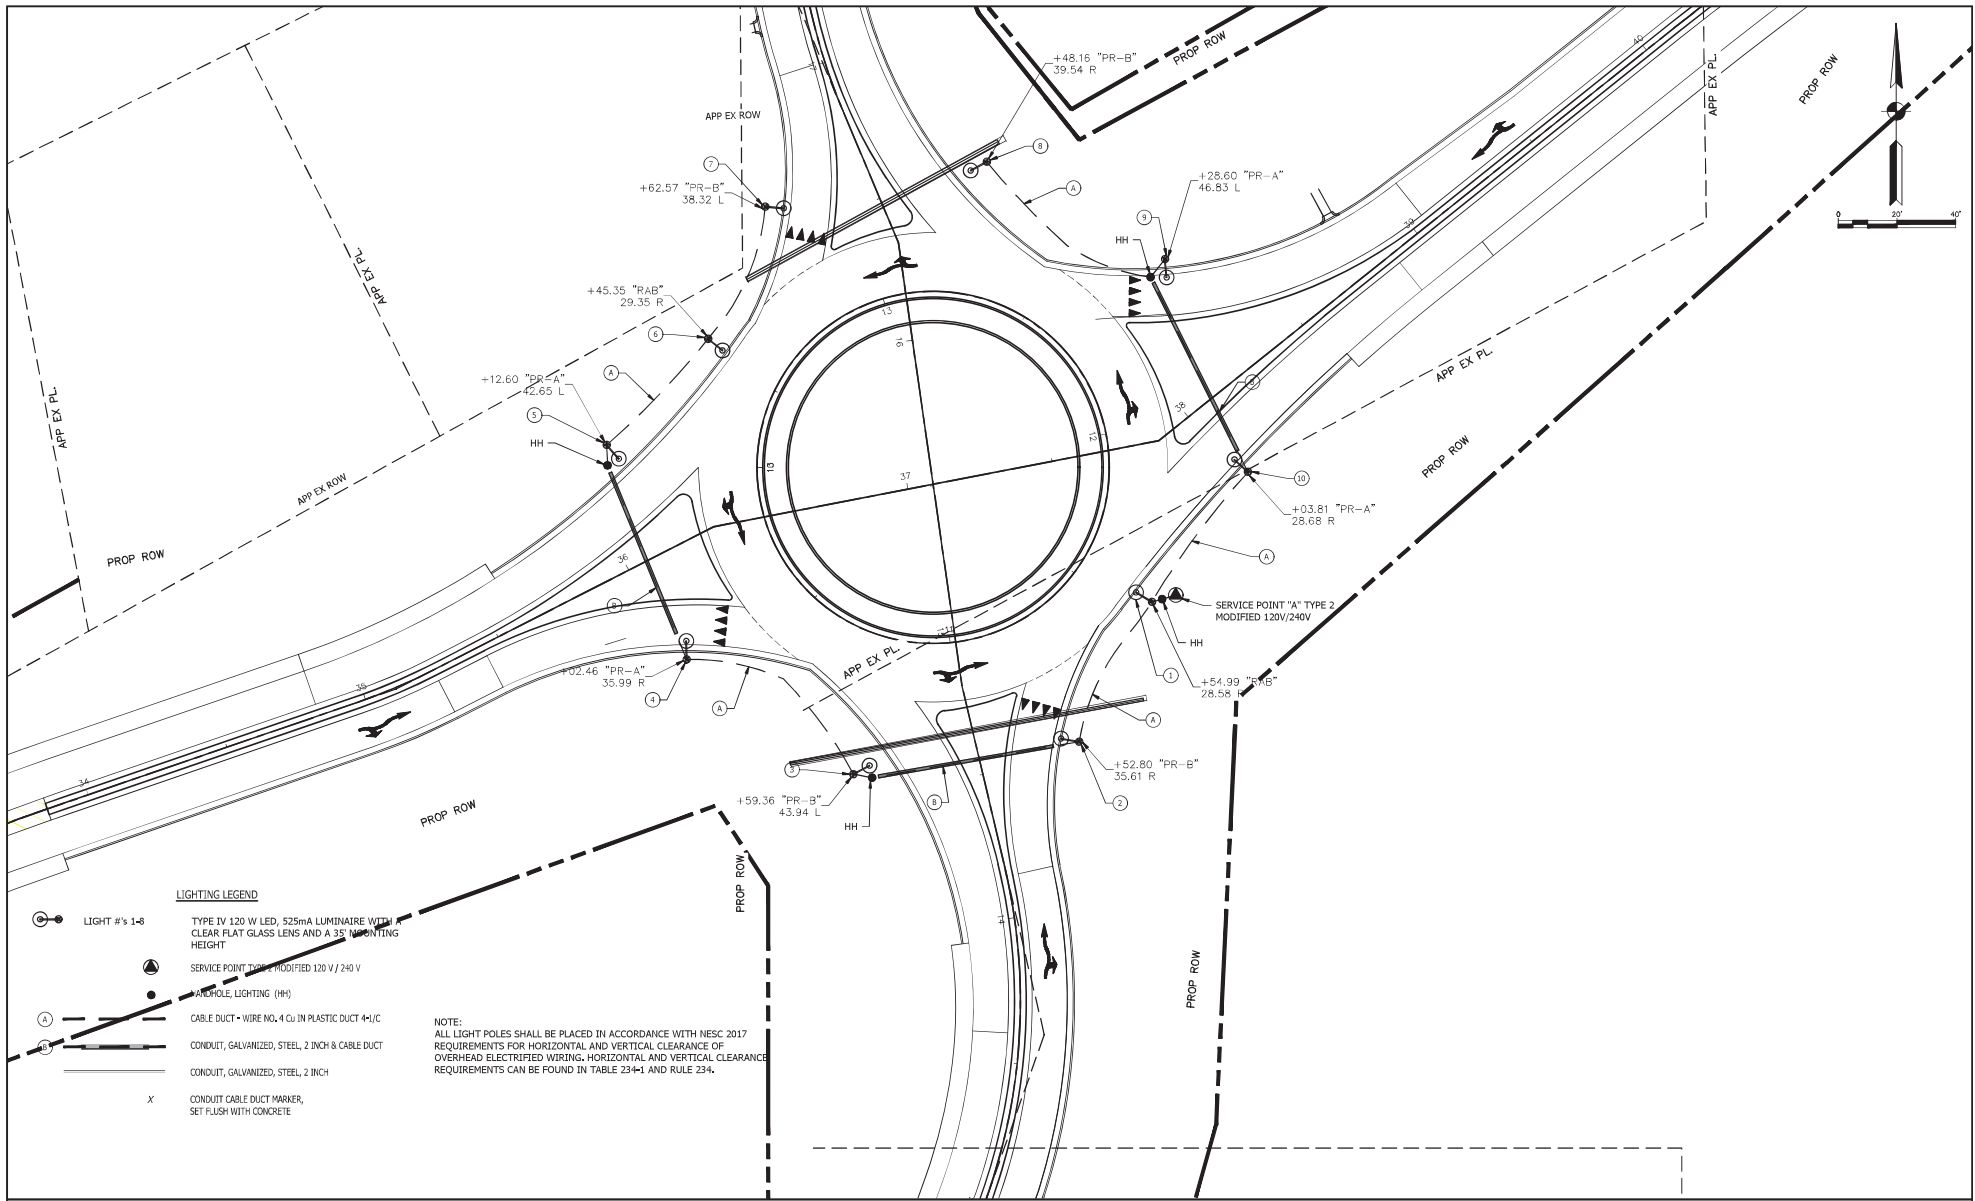 +48.16 "PR-B"
39.54 R
PROP ROW
40
APP EX PL.
PROP ROW
0 20' 40'
17
APP EX ROW
7
+62.57 "PR-B"
38.32 L
8
A
+28.60 "PR-A"
46.83 L
9
HH
39
APP EX PL.
APP EX PL.
+45.35 "RAB"
29.35 R
6
13
16
A
+12.60 "PR-A"
42.65 L
5
HH
APP EX PL.
38
12
APP EX ROW
37
PROP ROW
10
+03.81 "PR-A"
28.68 R
PROP ROW
36
A
B
SERVICE POINT "A" TYPE 2
MODIFIED 120V/240V
HH
1
+54.99 "RAB"
28.58 R
APP EX PL.
+02.46 "PR-A"
35.99 R
4
A
35
A
3
+52.80 "PR-B"
35.61 R
2
B
+59.36 "PR-B"
43.94 L
HH
34
PROP ROW
PROP ROW
14
PROP ROW
LIGHTING LEGEND
LIGHT #'s 1-8
TYPE IV 120 W LED, 525mA LUMINAIRE WITH A
CLEAR FLAT GLASS LENS AND A 35' MOUNTING
HEIGHT
SERVICE POINT TYPE 2 MODIFIED 120 V / 240 V
HANDHOLE, LIGHTING (HH)
A
CABLE DUCT - WIRE NO. 4 Cu IN PLASTIC DUCT 4-1/C
B
CONDUIT, GALVANIZED, STEEL, 2 INCH & CABLE DUCT
CONDUIT, GALVANIZED, STEEL, 2 INCH
X
CONDUIT CABLE DUCT MARKER,
SET FLUSH WITH CONCRETE
NOTE:
ALL LIGHT POLES SHALL BE PLACED IN ACCORDANCE WITH NESC 2017
REQUIREMENTS FOR HORIZONTAL AND VERTICAL CLEARANCE OF
OVERHEAD ELECTRIFIED WIRING. HORIZONTAL AND VERTICAL CLEARANCE
REQUIREMENTS CAN BE FOUND IN TABLE 234-1 AND RULE 234.